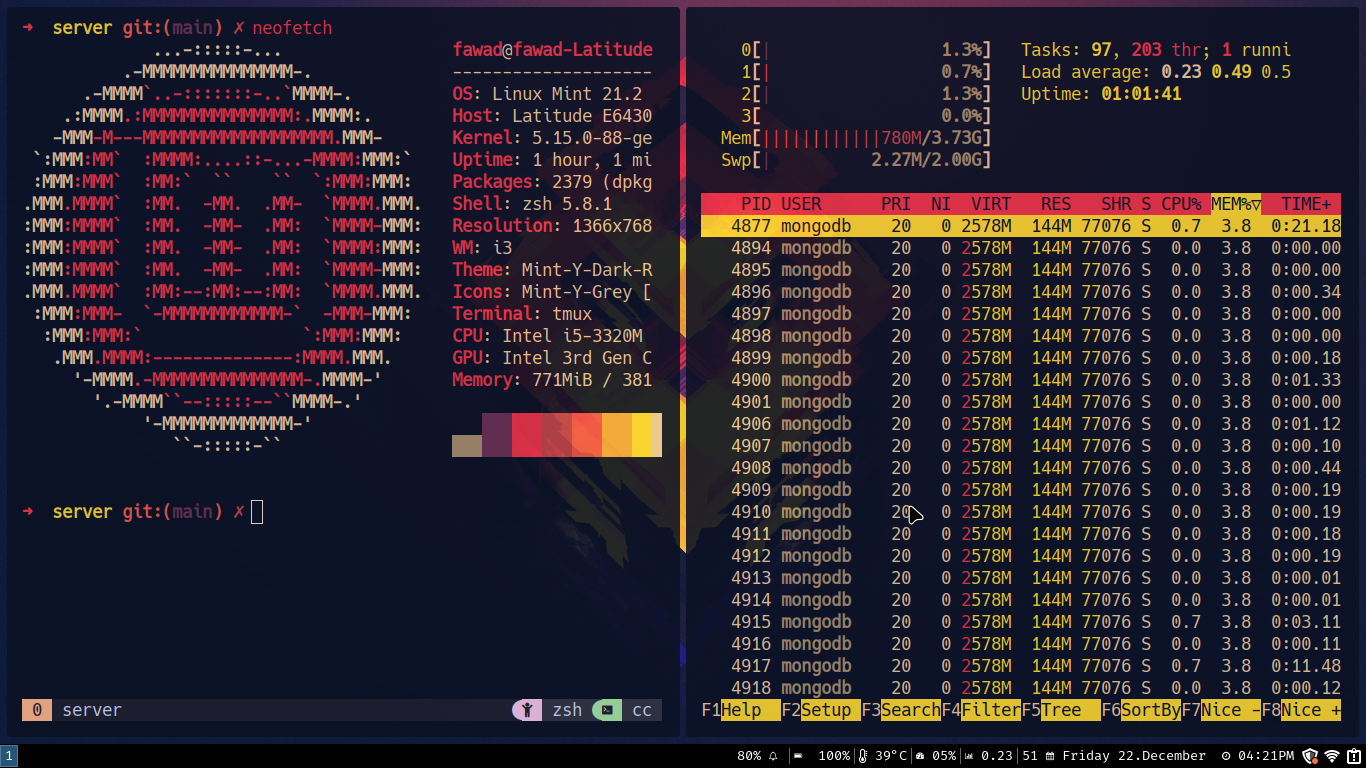 ➜  server git:(main) ✗ neofetch
...-:::::-...                 fawad@fawad-Latitude
.-MMMMMMMMMMMMMMM-.              --------------------
.-MMMM`..-:::::::-..`MMMM-.          OS: Linux Mint 21.2
.:MMMM.:MMMMMMMMMMMMMMM:.MMMM:.        Host: Latitude E6430
-MMM-M---MMMMMMMMMMMMMMMMMMM.MMM-       Kernel: 5.15.0-88-ge
`:MMM:MM`  :MMMM:....::-...-MMMM:MMM:`    Uptime: 1 hour, 1 mi
:MMM:MMM`  :MM:`  ``    ``  `:MMM:MMM:    Packages: 2379 (dpkg
.MMM.MMMM`  :MM.  -MM.  .MM-  `MMMM.MMM.   Shell: zsh 5.8.1
:MMM:MMMM`  :MM.  -MM-  .MM:  `MMMM-MMM:   Resolution: 1366x768
:MMM:MMMM`  :MM.  -MM-  .MM:  `MMMM:MMM:   WM: i3
:MMM:MMMM`  :MM.  -MM-  .MM:  `MMMM-MMM:   Theme: Mint-Y-Dark-R
.MMM.MMMM`  :MM:--:MM:--:MM:  `MMMM.MMM.   Icons: Mint-Y-Grey [
:MMM:MMM-  `-MMMMMMMMMMMM-`  -MMM-MMM:    Terminal: tmux
:MMM:MMM:`                `:MMM:MMM:     CPU: Intel i5-3320M
.MMM.MMMM:--------------:MMMM.MMM.      GPU: Intel 3rd Gen C
'-MMMM.-MMMMMMMMMMMMMMM-.MMMM-'       Memory: 771MiB / 381
'.-MMMM``--:::::--``MMMM-.'
'-MMMMMMMMMMMMM-'
``-:::::-``
➜  server git:(main) ✗
0 server zsh cc
0[| 1.3%] Tasks: 97, 203 thr; 1 runni
1[| 0.7%] Load average: 0.23 0.49 0.5
2[| 1.3%] Uptime: 01:01:41
3[ 0.0%]
Mem[||||||||||||780M/3.73G]
Swp[| 2.27M/2.00G]
PID USER PRI NI VIRT RES SHR S CPU% MEM%▽ TIME+
4877 mongodb 20 0 2578M 144M 77076 S 0.7 3.8 0:21.18
4894 mongodb 20 0 2578M 144M 77076 S 0.0 3.8 0:00.00
4895 mongodb 20 0 2578M 144M 77076 S 0.0 3.8 0:00.00
4896 mongodb 20 0 2578M 144M 77076 S 0.0 3.8 0:00.34
4897 mongodb 20 0 2578M 144M 77076 S 0.0 3.8 0:00.00
4898 mongodb 20 0 2578M 144M 77076 S 0.0 3.8 0:00.00
4899 mongodb 20 0 2578M 144M 77076 S 0.0 3.8 0:00.18
4900 mongodb 20 0 2578M 144M 77076 S 0.0 3.8 0:01.33
4901 mongodb 20 0 2578M 144M 77076 S 0.0 3.8 0:00.00
4906 mongodb 20 0 2578M 144M 77076 S 0.0 3.8 0:01.12
4907 mongodb 20 0 2578M 144M 77076 S 0.0 3.8 0:00.10
4908 mongodb 20 0 2578M 144M 77076 S 0.0 3.8 0:00.44
4909 mongodb 20 0 2578M 144M 77076 S 0.0 3.8 0:00.19
4910 mongodb 20 0 2578M 144M 77076 S 0.0 3.8 0:00.19
4911 mongodb 20 0 2578M 144M 77076 S 0.0 3.8 0:00.18
4912 mongodb 20 0 2578M 144M 77076 S 0.0 3.8 0:00.19
4913 mongodb 20 0 2578M 144M 77076 S 0.0 3.8 0:00.01
4914 mongodb 20 0 2578M 144M 77076 S 0.0 3.8 0:00.01
4915 mongodb 20 0 2578M 144M 77076 S 0.7 3.8 0:03.11
4916 mongodb 20 0 2578M 144M 77076 S 0.0 3.8 0:00.11
4917 mongodb 20 0 2578M 144M 77076 S 0.7 3.8 0:11.48
4918 mongodb 20 0 2578M 144M 77076 S 0.0 3.8 0:00.12
F1Help F2Setup F3SearchF4FilterF5Tree F6SortByF7Nice -F8Nice +
1 80% | 100%| 39°C| 05%| 0.23| 51 Friday 22.December 04:21PM